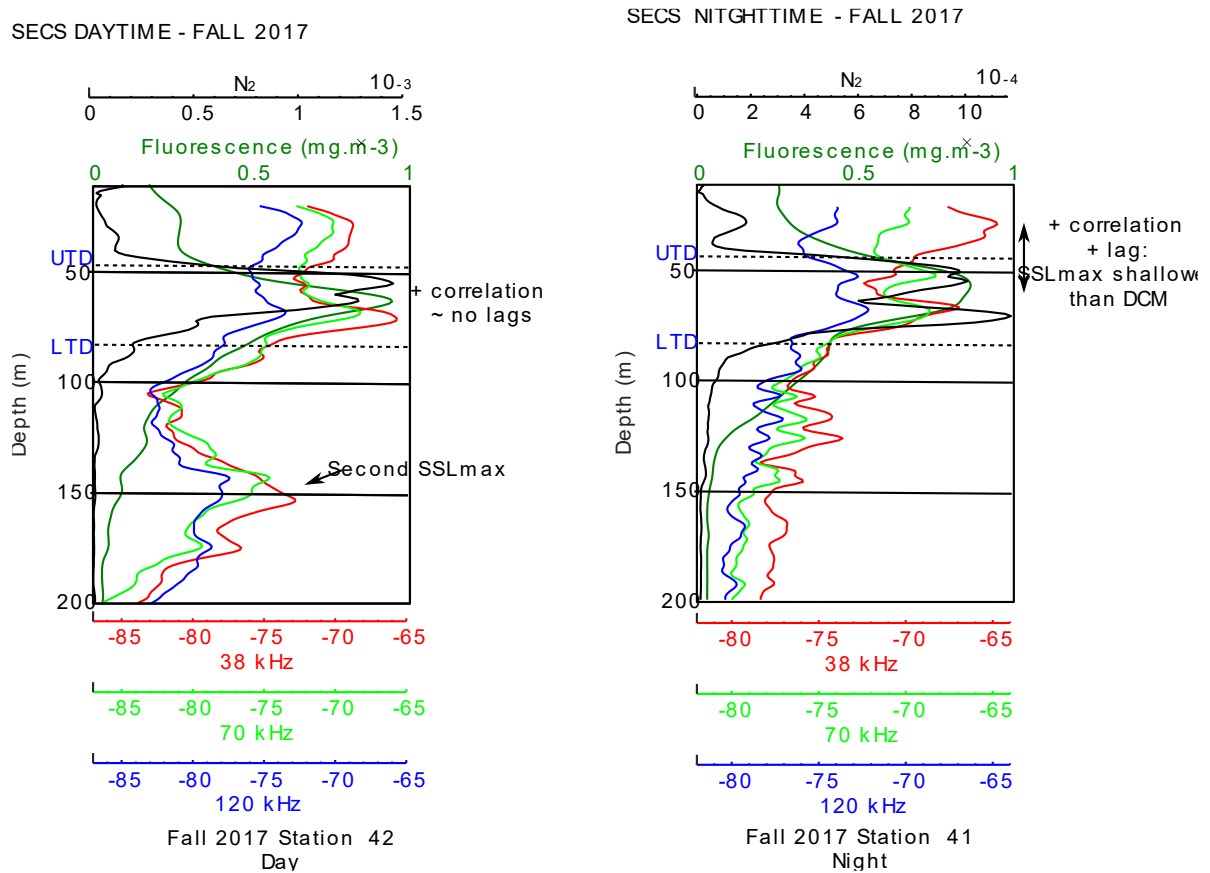 SECS DAYTIME - FALL 2017
N2 10-3
0 0.5 1 1.5
Fluorescence (mg.m-3)
×
0 0.5 1
UTD
50
+ correlation
~ no lags
LTD
100
Depth (m)
Second SSLmax
150
200
-85 -80 -75 -70 -65
38 kHz
-85 -80 -75 -70 -65
70 kHz
-85 -80 -75 -70 -65
120 kHz
Fall 2017 Station 42
Day
SECS NITGHTTIME - FALL 2017
N2 10-4
0 2 4 6 8 10
Fluorescence (mg.m-3)
×
0 0.5 1
+ correlation
+ lag:
SSLmax shallowe
than DCM
UTD
50
LTD
100
Depth (m)
150
200
-80 -75 -70 -65
38 kHz
-80 -75 -70 -65
70 kHz
-80 -75 -70 -65
120 kHz
Fall 2017 Station 41
Night